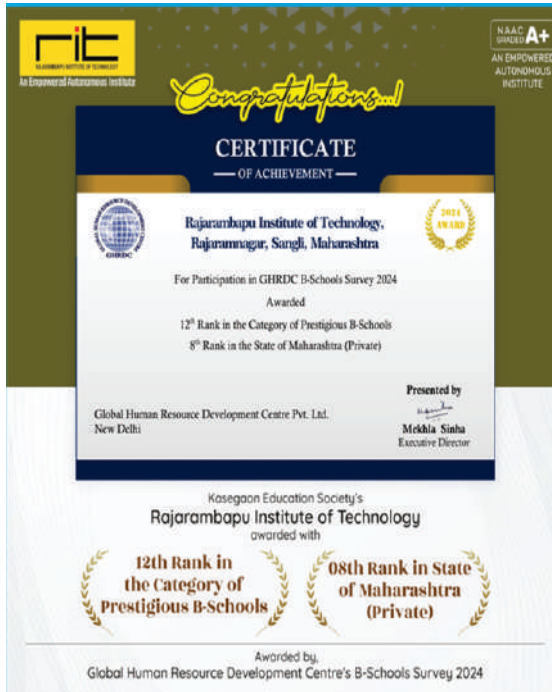 rit
RAJARAMBAPU INSTITUTE OF TECHNOLOGY
An Empowered Autonomous Institute
NAAC
GRADED A+
AN EMPOWERED
AUTONOMOUS
INSTITUTE
Congratulations...!
CERTIFICATE
OF ACHIEVEMENT
GHRDC
Rajarambapu Institute of Technology,
Rajaramnagar, Sangli, Maharashtra
2024
AWARD
For Participation in GHRDC B-Schools Survey 2024
Awarded
12th Rank in the Category of Prestigious B-Schools
8th Rank in the State of Maharashtra (Private)
Global Human Resource Development Centre Pvt. Ltd.
New Delhi
Presented by
Mekhla Sinha
Executive Director
Kasegaon Education Society's
Rajarambapu Institute of Technology
awarded with
12th Rank in
the Category of
Prestigious B-Schools
08th Rank in State
of Maharashtra
(Private)
Awarded by,
Global Human Resource Development Centre's B-Schools Survey 2024